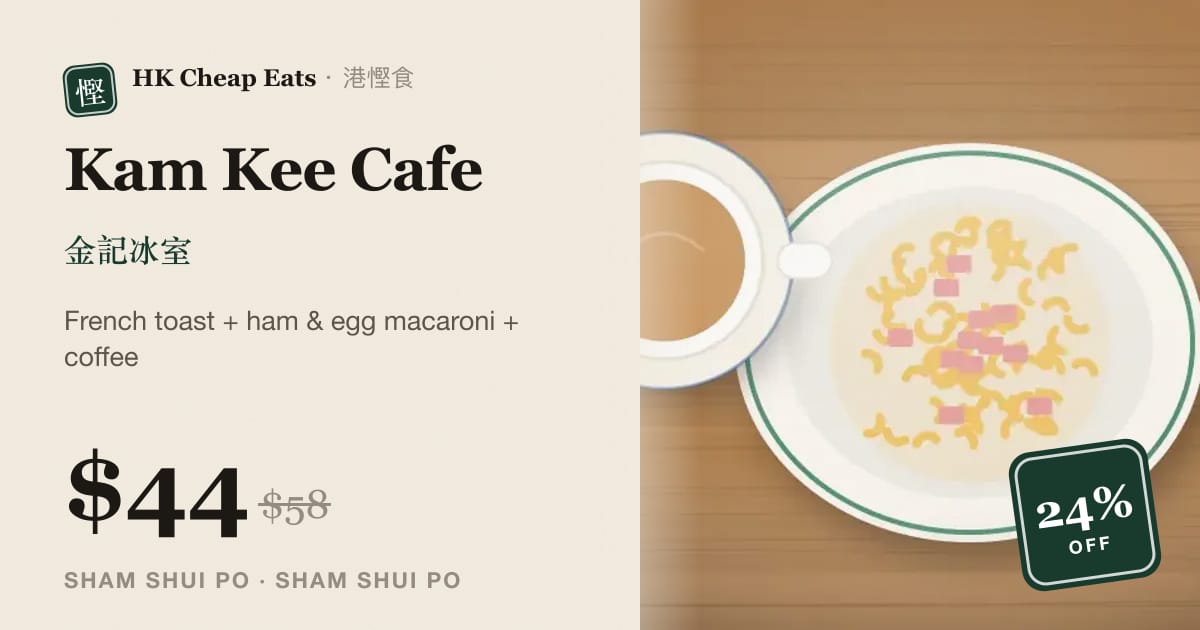 慳
HK Cheap Eats · 港慳食
Kam Kee Cafe
金記冰室
French toast + ham & egg macaroni +
coffee
$44 $58
SHAM SHUI PO · SHAM SHUI PO
24%
OFF